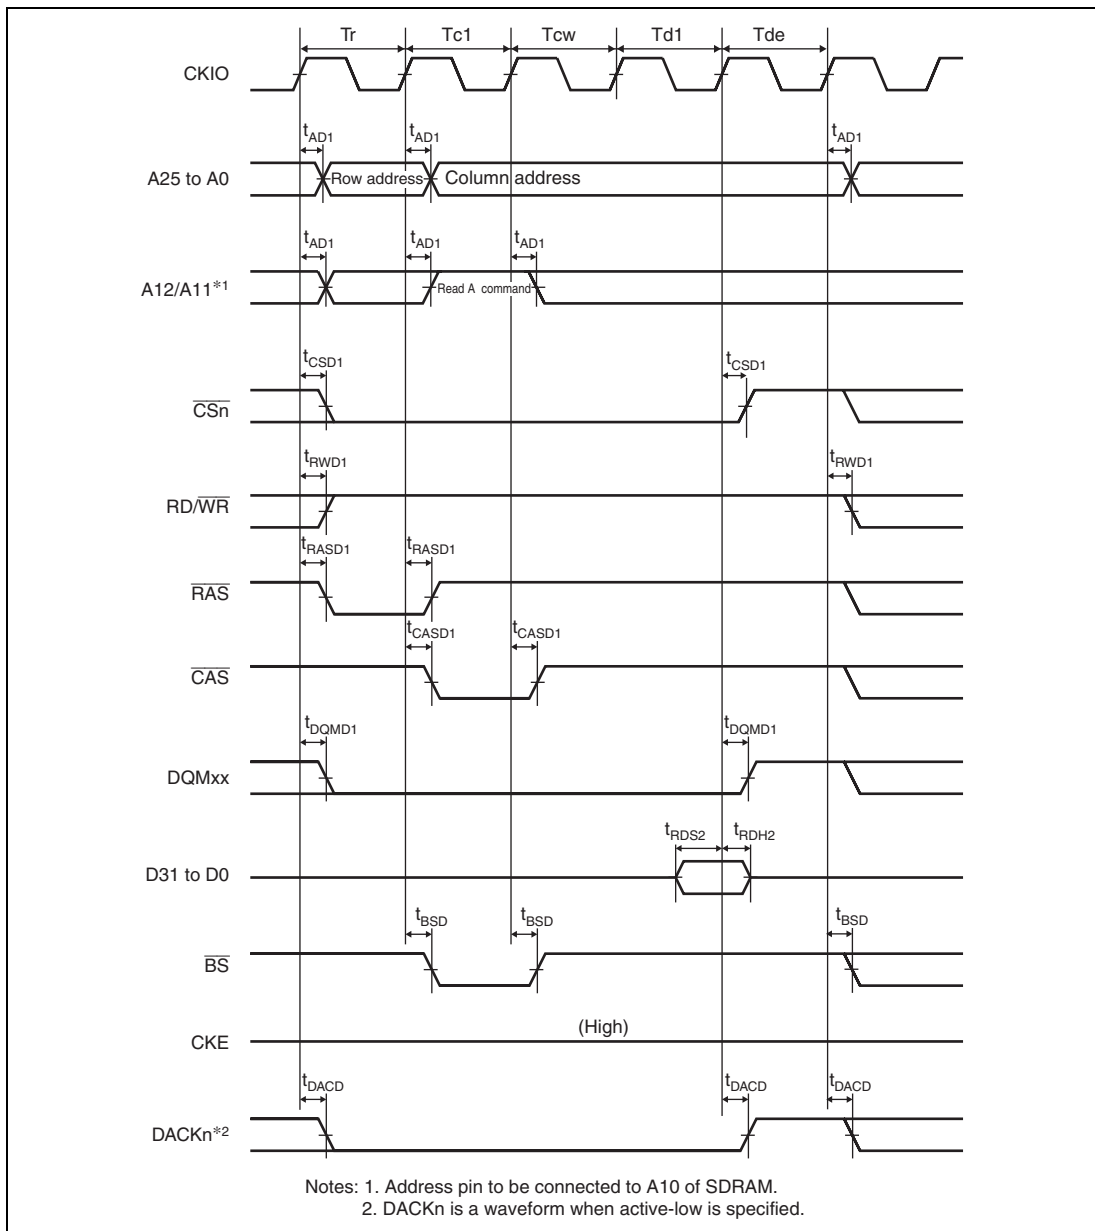 Tr Tc1 Tcw Td1 Tde
CKIO
tAD1 tAD1 tAD1
A25 to A0 Row address Column address
tAD1 tAD1 tAD1
A12/A11*1 Read A command
tCSD1 tCSD1
CSn
tRWD1 tRWD1
RD/WR
tRASD1 tRASD1
RAS
tCASD1 tCASD1
CAS
tDQMD1 tDQMD1
DQMxx
tRDS2 tRDH2
D31 to D0
tBSD tBSD tBSD
BS
(High)
CKE
tDACD tDACD tDACD
DACKn*2
Notes: 1. Address pin to be connected to A10 of SDRAM.
2. DACKn is a waveform when active-low is specified.